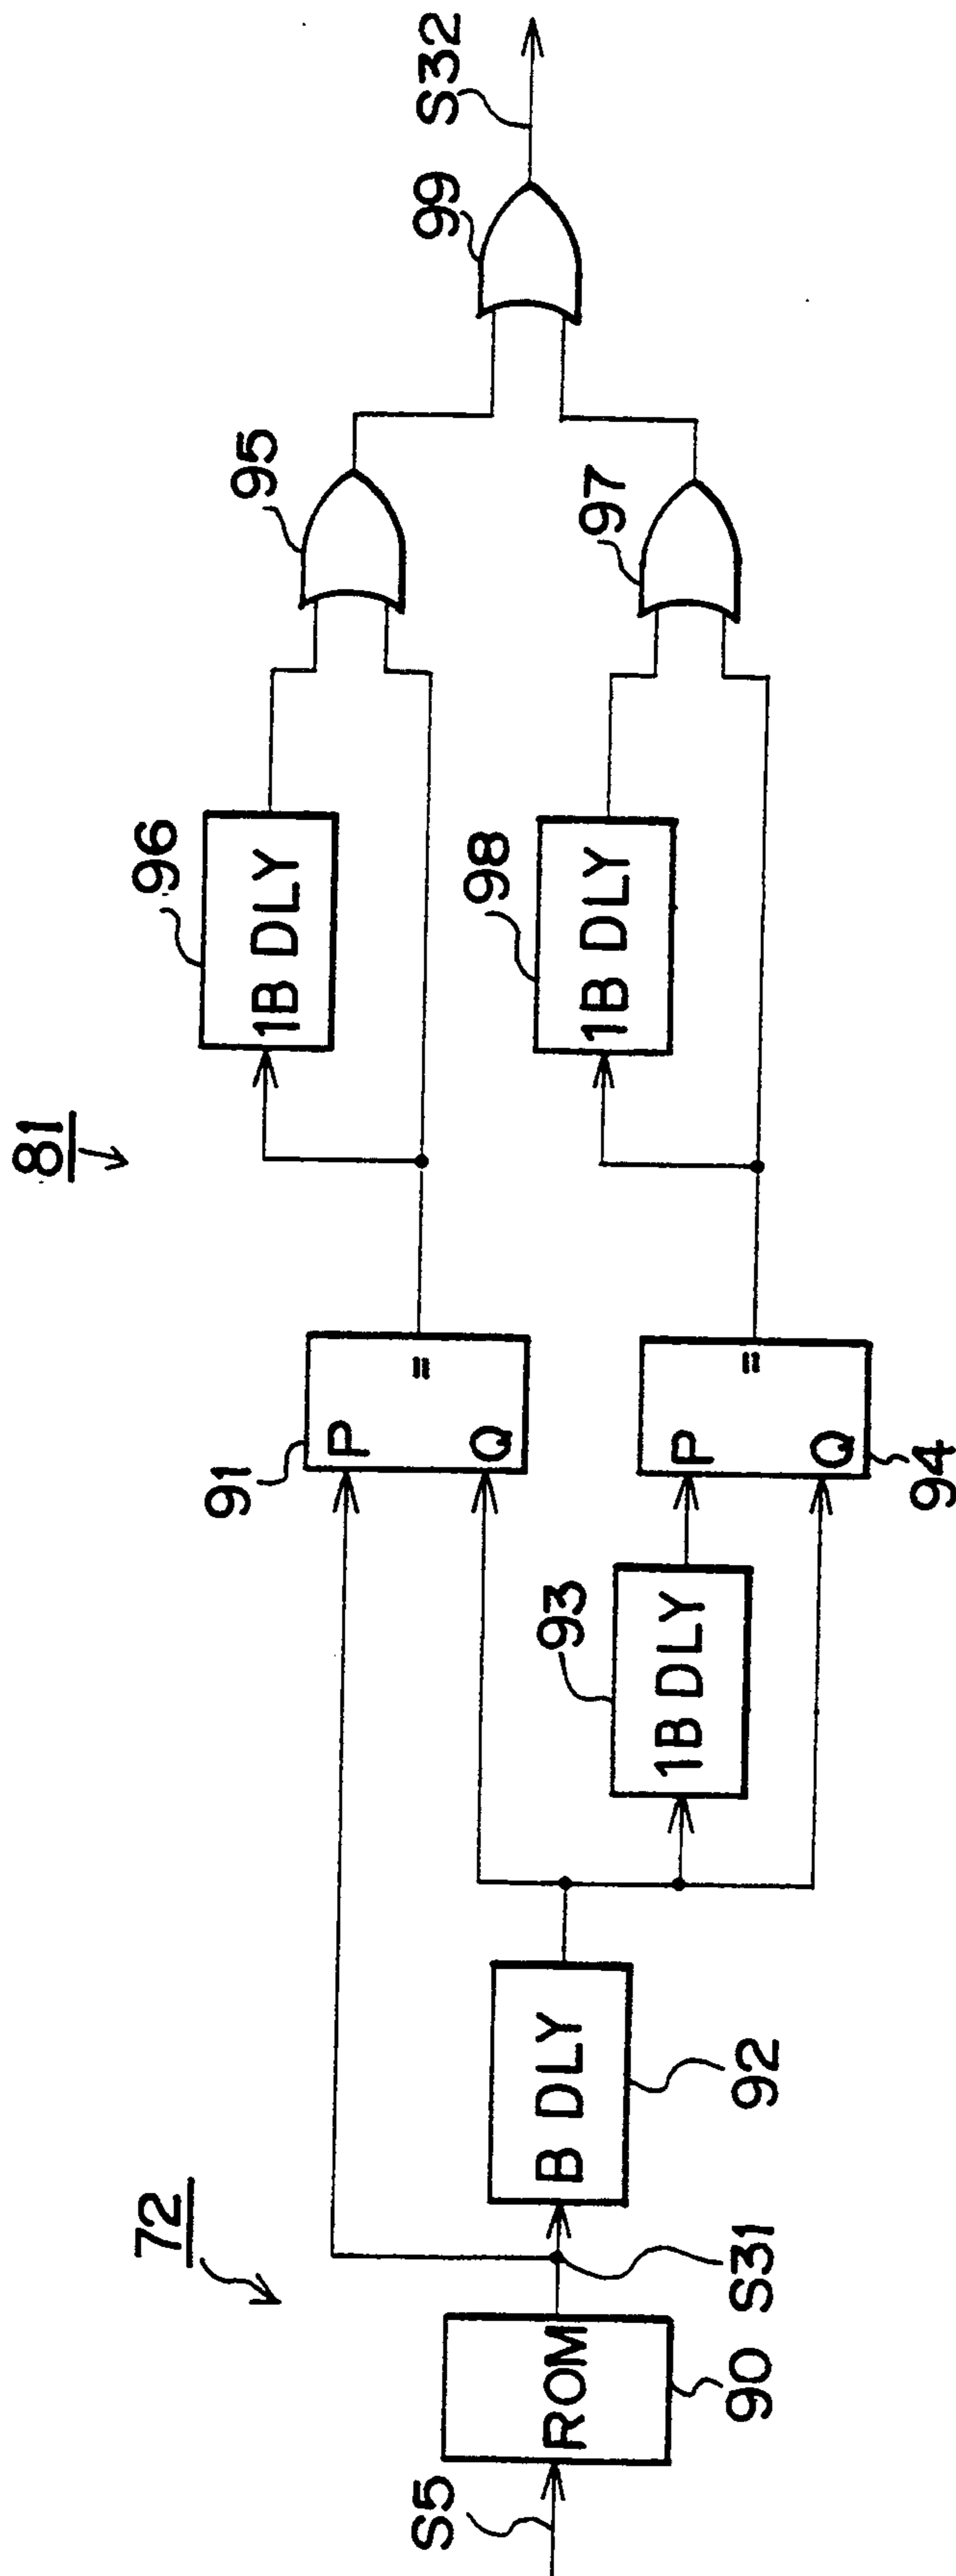 81
72
S5
ROM
90
S31
B DLY
92
1B DLY
93
P
Q
=
91
P
Q
=
94
1B DLY
96
1B DLY
98
95
97
99
S32